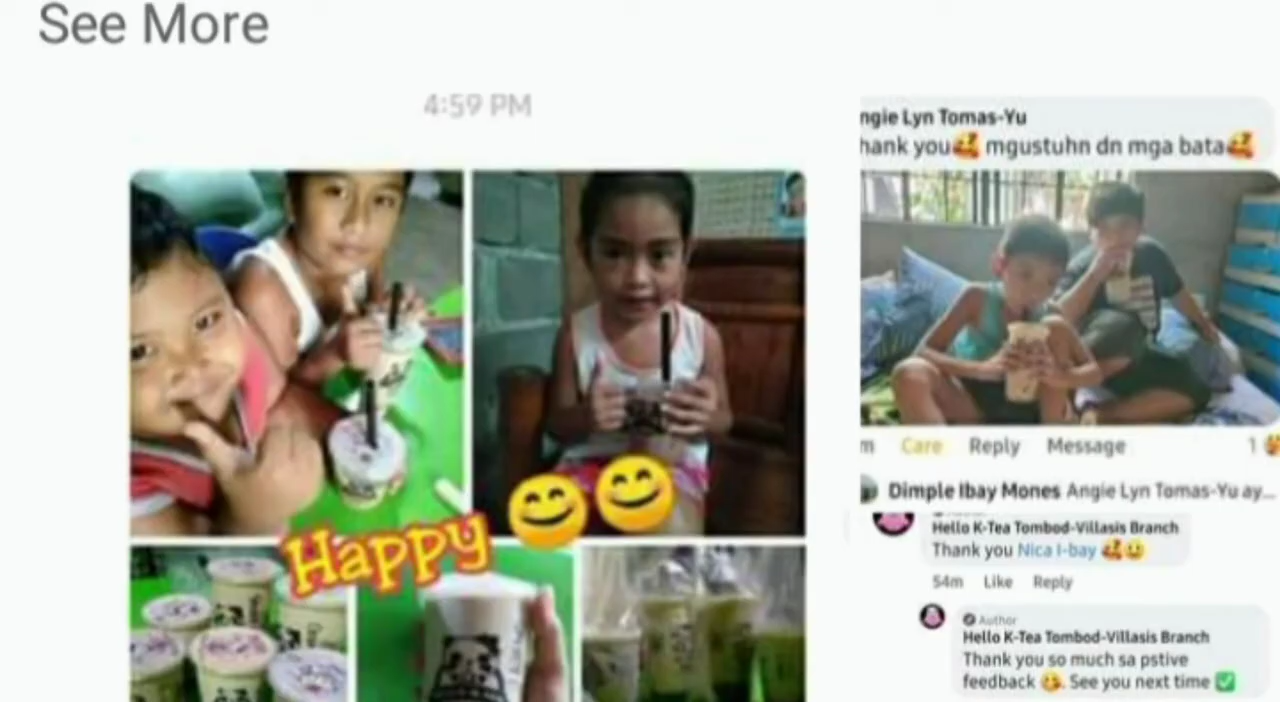 See More
4:59 PM
Happy
ngie Lyn Tomas-Yu
hank you🥰 mgustuhn dn mga bata🥰
m Care Reply Message 1
Dimple Ibay Mones Angie Lyn Tomas-Yu ay...
Hello K-Tea Tombod-Villasis Branch
Thank you Nica I-bay 🥰🙂
54m Like Reply
Author
Hello K-Tea Tombod-Villasis Branch
Thank you so much sa pstive
feedback 😘. See you next time ✅